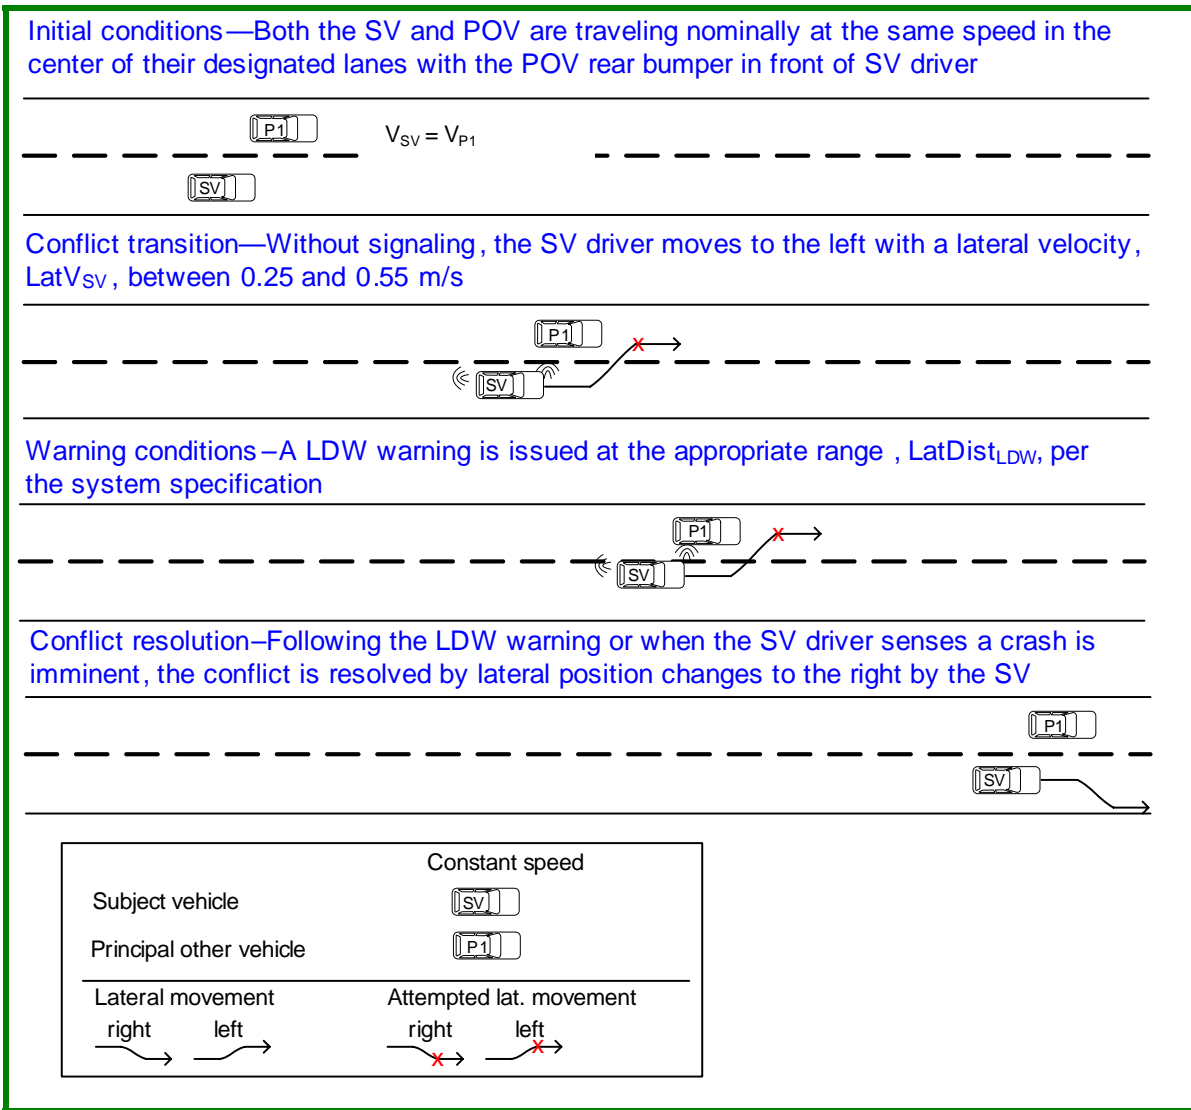 Initial conditions—Both the SV and POV are traveling nominally at the same speed in the
center of their designated lanes with the POV rear bumper in front of SV driver
P1
V_SV = V_P1
SV
Conflict transition—Without signaling, the SV driver moves to the left with a lateral velocity,
LatV_SV, between 0.25 and 0.55 m/s
P1
X
SV
Warning conditions–A LDW warning is issued at the appropriate range , LatDist_LDW, per
the system specification
P1
X
SV
Conflict resolution–Following the LDW warning or when the SV driver senses a crash is
imminent, the conflict is resolved by lateral position changes to the right by the SV
P1
SV
Constant speed
Subject vehicle
SV
Principal other vehicle
P1
Lateral movement
Attempted lat. movement
right left
right left
X X